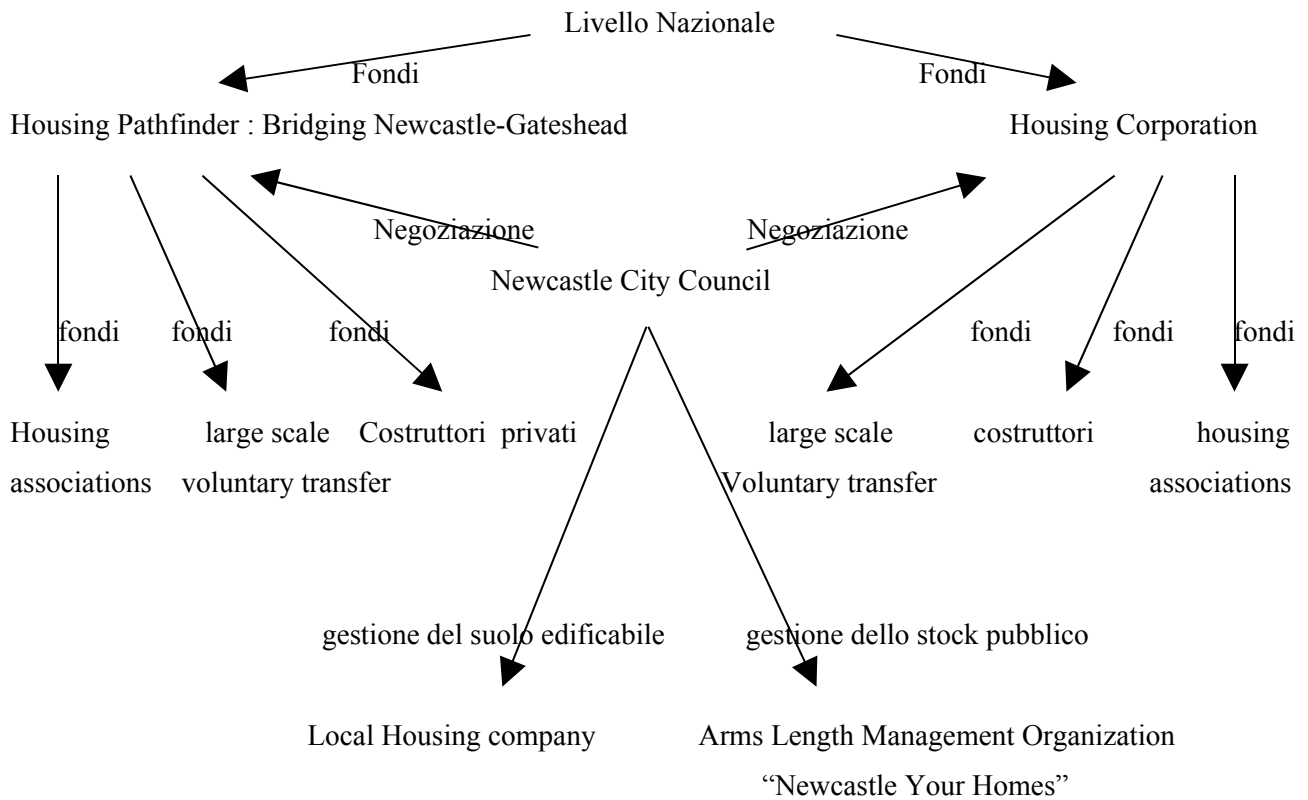 Livello Nazionale
Fondi Fondi
Housing Pathfinder : Bridging Newcastle-Gateshead Housing Corporation
Negoziazione Negoziazione
Newcastle City Council
fondi fondi fondi fondi fondi fondi
Housing large scale Costruttori privati large scale costruttori housing
associations voluntary transfer Voluntary transfer associations
gestione del suolo edificabile gestione dello stock pubblico
Local Housing company Arms Length Management Organization
“Newcastle Your Homes”